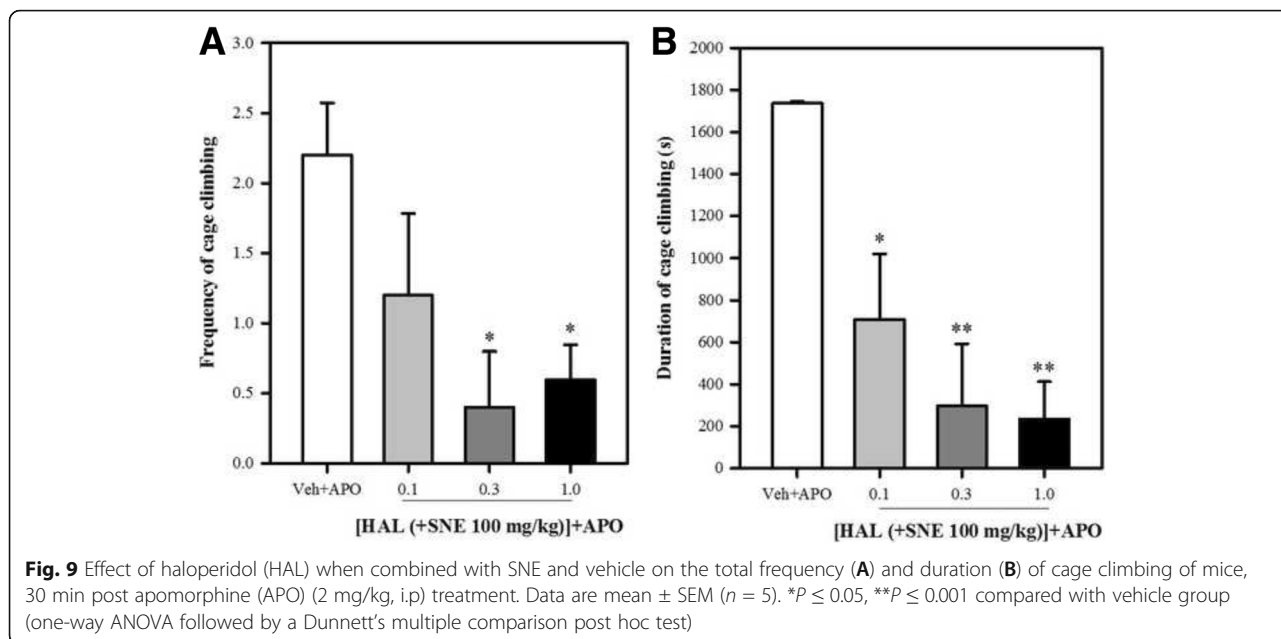 A
3.0
2.5
2.0
1.5
1.0
0.5
0.0
Frequency of cage climbing
*
*
Veh+APO 0.1 0.3 1.0
[HAL (+SNE 100 mg/kg)]+APO
B
2000
1800
1600
1400
1200
1000
800
600
400
200
0
Duration of cage climbing (s)
*
**
**
Veh+APO 0.1 0.3 1.0
[HAL (+SNE 100 mg/kg)]+APO
Fig. 9 Effect of haloperidol (HAL) when combined with SNE and vehicle on the total frequency (A) and duration (B) of cage climbing of mice,
30 min post apomorphine (APO) (2 mg/kg, i.p) treatment. Data are mean ± SEM (n = 5). *P ≤ 0.05, **P ≤ 0.001 compared with vehicle group
(one-way ANOVA followed by a Dunnett's multiple comparison post hoc test)